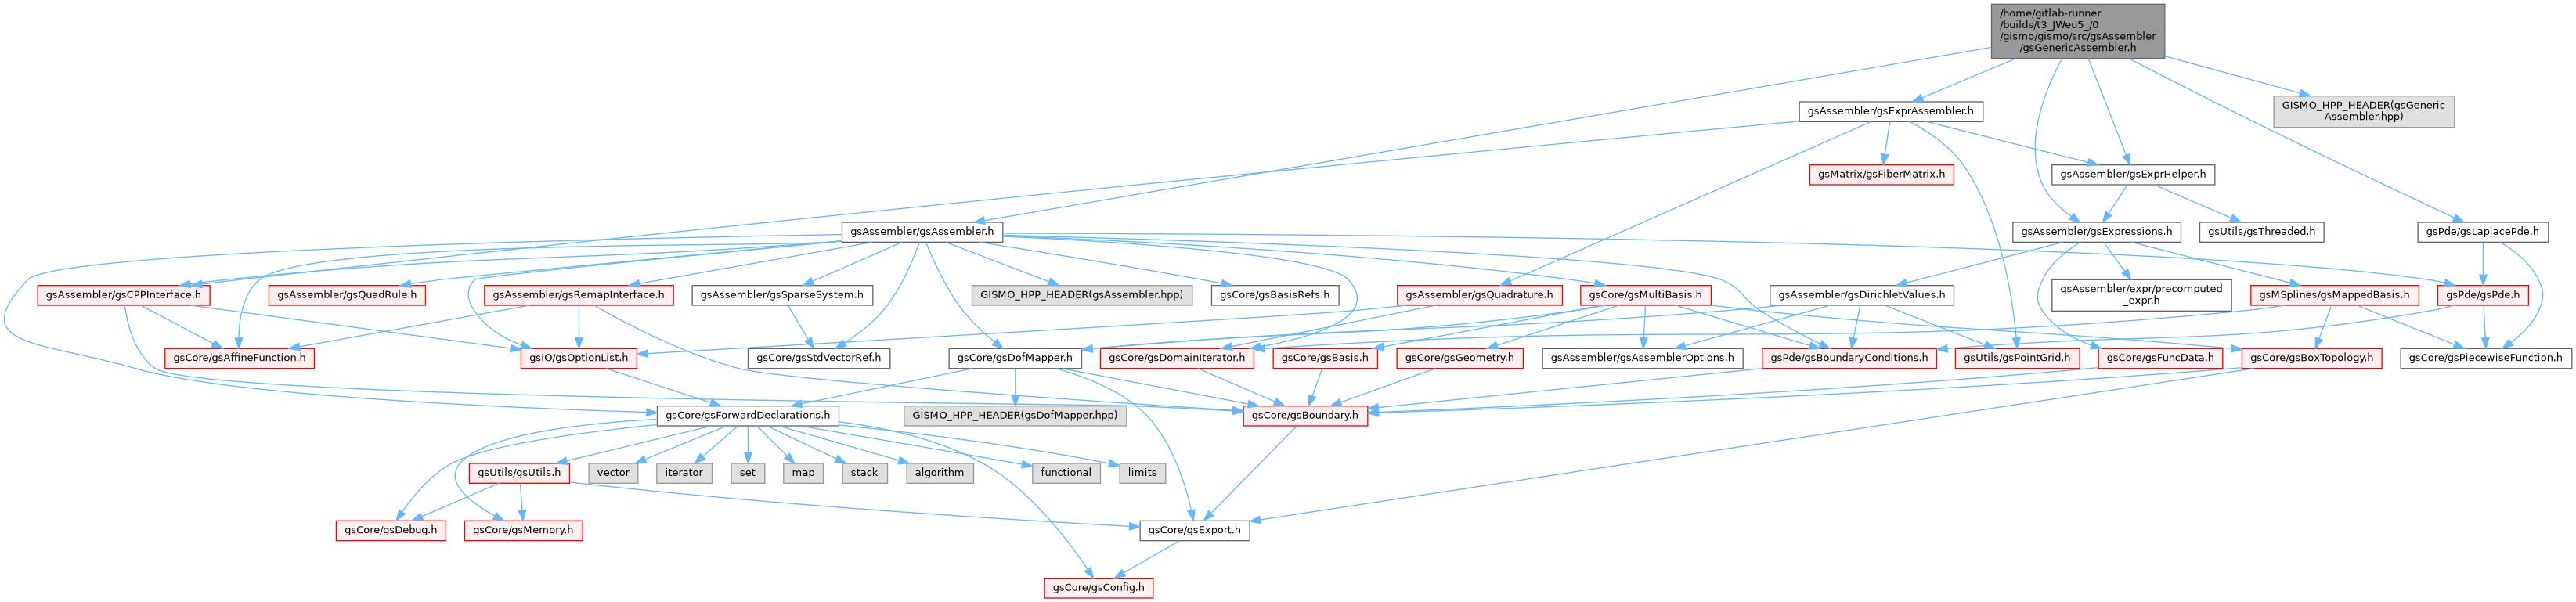 /home/gitlab-runner
/builds/t3_JWeu5_/0
/gismo/gismo/src/gsAssembler
/gsGenericAssembler.h
gsAssembler/gsExprAssembler.h
GISMO_HPP_HEADER(gsGeneric
Assembler.hpp)
gsMatrix/gsFiberMatrix.h
gsAssembler/gsExprHelper.h
gsAssembler/gsAssembler.h
gsAssembler/gsExpressions.h
gsUtils/gsThreaded.h
gsPde/gsLaplacePde.h
gsAssembler/gsCPPInterface.h
gsAssembler/gsQuadRule.h
gsAssembler/gsRemapInterface.h
gsAssembler/gsSparseSystem.h
GISMO_HPP_HEADER(gsAssembler.hpp)
gsCore/gsBasisRefs.h
gsAssembler/gsQuadrature.h
gsCore/gsMultiBasis.h
gsAssembler/gsDirichletValues.h
gsAssembler/expr/precomputed
_expr.h
gsMSplines/gsMappedBasis.h
gsPde/gsPde.h
gsCore/gsAffineFunction.h
gsIO/gsOptionList.h
gsCore/gsStdVectorRef.h
gsCore/gsDofMapper.h
gsCore/gsDomainIterator.h
gsCore/gsBasis.h
gsCore/gsGeometry.h
gsAssembler/gsAssemblerOptions.h
gsPde/gsBoundaryConditions.h
gsUtils/gsPointGrid.h
gsCore/gsFuncData.h
gsCore/gsBoxTopology.h
gsCore/gsPiecewiseFunction.h
gsCore/gsForwardDeclarations.h
GISMO_HPP_HEADER(gsDofMapper.hpp)
gsCore/gsBoundary.h
gsUtils/gsUtils.h
vector
iterator
set
map
stack
algorithm
functional
limits
gsCore/gsDebug.h
gsCore/gsMemory.h
gsCore/gsExport.h
gsCore/gsConfig.h